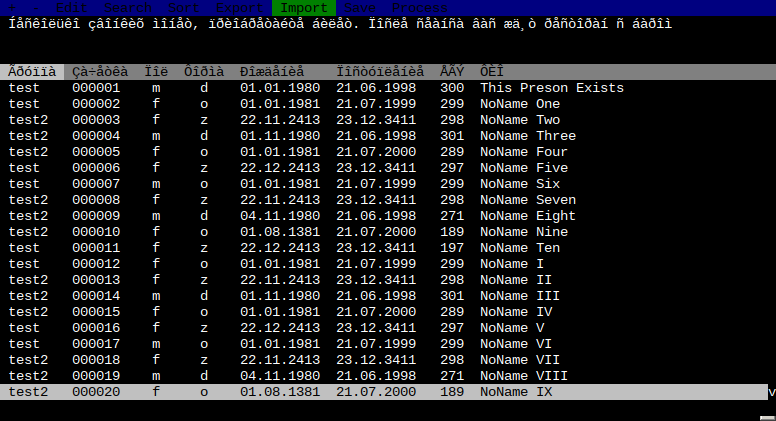 + - Edit Search Sort Export Import Save Process
Íåñêîëüêî çâîíêèõ ìîíåò, ïðèîáðåòàéòå áèëåò. Ïîñëå ñåàíñà âàñ æä¸ò ðåñòîðàí ñ áàðîì
Ãðóïïà Çà÷åòêà Ïîë Ôîðìà Ðîæäåíèå Ïîñòóïëåíèå ÅÃÝ ÔÈÎ
test 000001 m d 01.01.1980 21.06.1998 300 This Preson Exists
test 000002 f o 01.01.1981 21.07.1999 299 NoName One
test2 000003 f z 22.11.2413 23.12.3411 298 NoName Two
test2 000004 m d 01.11.1980 21.06.1998 301 NoName Three
test2 000005 f o 01.01.1981 21.07.2000 289 NoName Four
test 000006 f z 22.12.2413 23.12.3411 297 NoName Five
test 000007 m o 01.01.1981 21.07.1999 299 NoName Six
test2 000008 f z 22.11.2413 23.12.3411 298 NoName Seven
test2 000009 m d 04.11.1980 21.06.1998 271 NoName Eight
test2 000010 f o 01.08.1381 21.07.2000 189 NoName Nine
test 000011 f z 22.12.2413 23.12.3411 197 NoName Ten
test 000012 f o 01.01.1981 21.07.1999 299 NoName I
test2 000013 f z 22.11.2413 23.12.3411 298 NoName II
test2 000014 m d 01.11.1980 21.06.1998 301 NoName III
test2 000015 f o 01.01.1981 21.07.2000 289 NoName IV
test 000016 f z 22.12.2413 23.12.3411 297 NoName V
test 000017 m o 01.01.1981 21.07.1999 299 NoName VI
test2 000018 f z 22.11.2413 23.12.3411 298 NoName VII
test2 000019 m d 04.11.1980 21.06.1998 271 NoName VIII
test2 000020 f o 01.08.1381 21.07.2000 189 NoName IX v